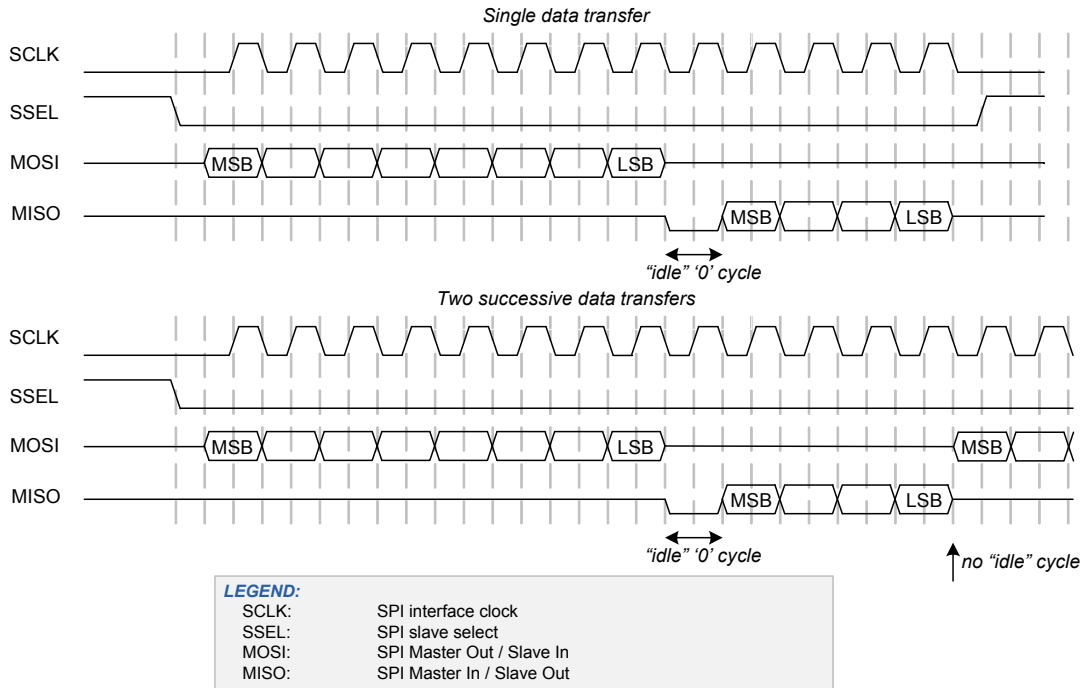 Single data transfer
SCLK
SSEL
MOSI MSB LSB
MISO MSB LSB
“idle” ‘0’ cycle
Two successive data transfers
SCLK
SSEL
MOSI MSB LSB MSB
MISO MSB LSB
“idle” ‘0’ cycle no “idle” cycle
LEGEND:
SCLK: SPI interface clock
SSEL: SPI slave select
MOSI: SPI Master Out / Slave In
MISO: SPI Master In / Slave Out